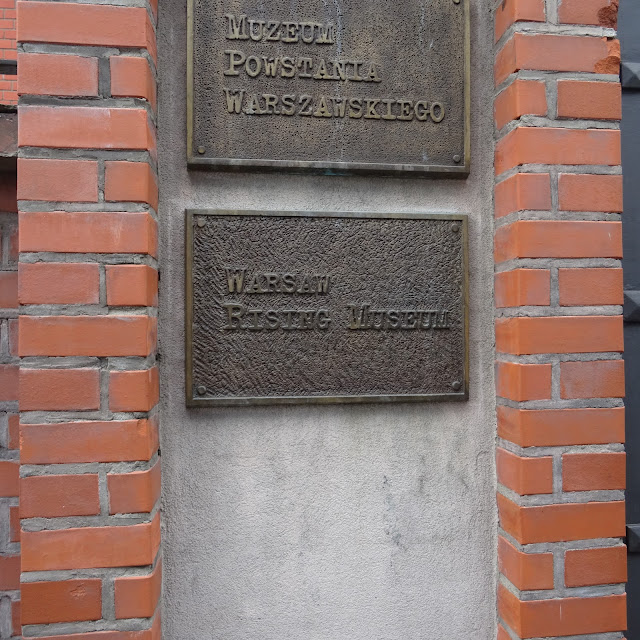 Muzeum
Powstania
Warszawskiego
Warsaw
Rising Museum